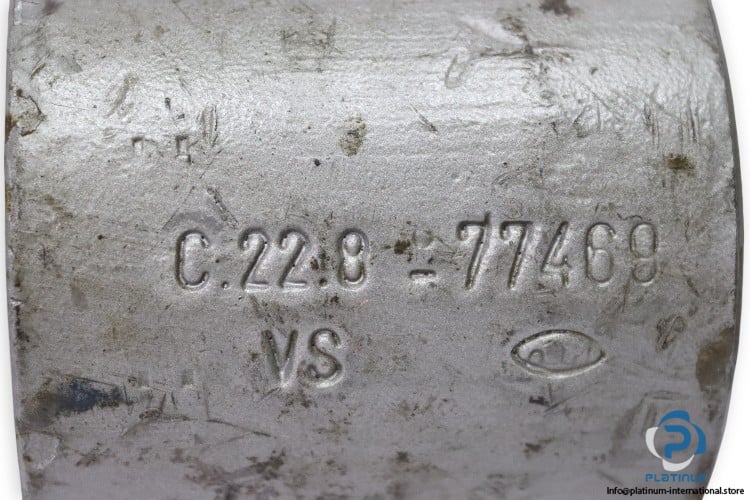 C.22.8 - 77469
VS
PLATINUM
Info@platinum-international.store